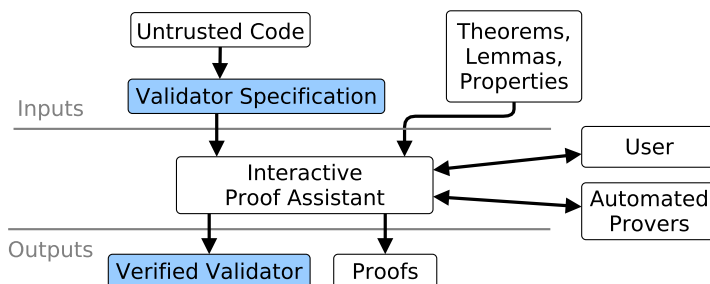 Untrusted Code
Theorems,
Lemmas,
Properties
Validator Specification
Inputs
Interactive
Proof Assistant
User
Automated
Provers
Outputs
Verified Validator
Proofs